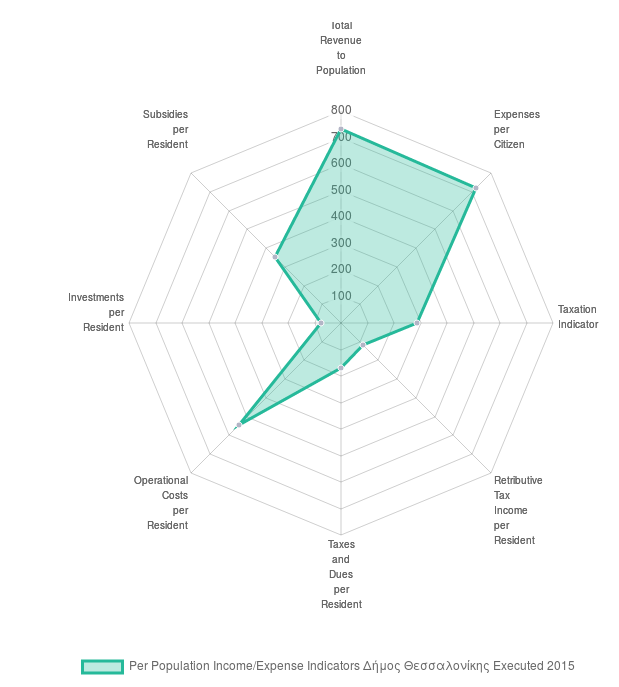 Total
Revenue
to
Population
Subsidies
per
Resident
Expenses
per
Citizen
800
700
600
500
400
300
200
100
Investments
per
Resident
Taxation
Indicator
Operational
Costs
per
Resident
Retributive
Tax
Income
per
Resident
Taxes
and
Dues
per
Resident
Per Population Income/Expense Indicators Δήμος Θεσσαλονίκης Executed 2015